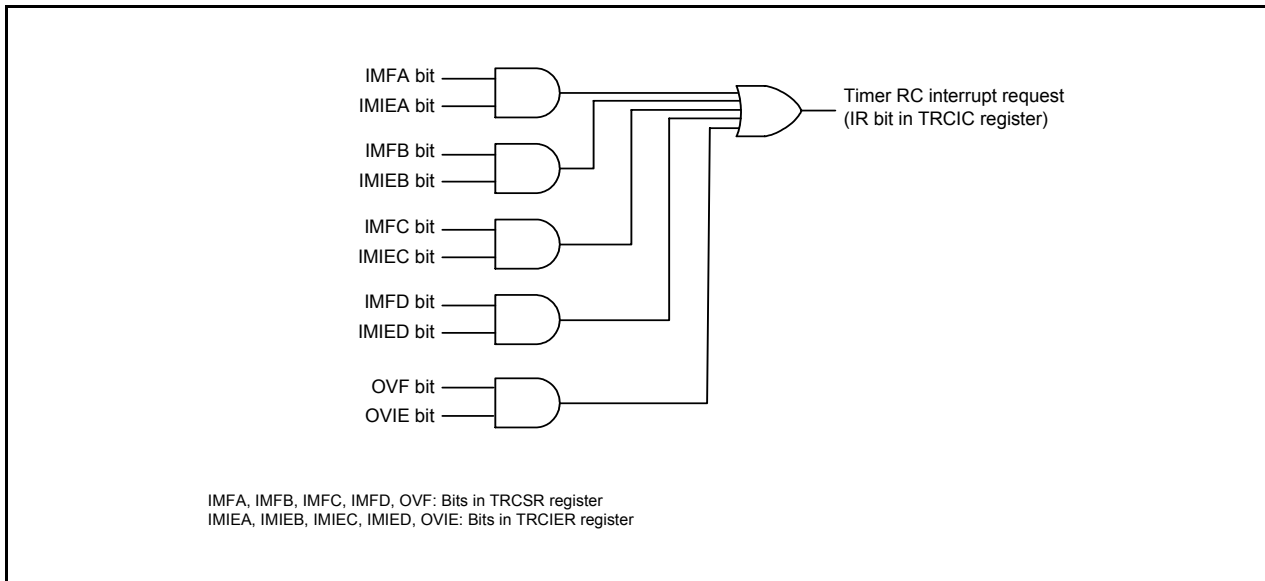 IMFA bit
IMIEA bit
IMFB bit
IMIEB bit
IMFC bit
IMIEC bit
IMFD bit
IMIED bit
OVF bit
OVIE bit
Timer RC interrupt request
(IR bit in TRCIC register)
IMFA, IMFB, IMFC, IMFD, OVF: Bits in TRCSR register
IMIEA, IMIEB, IMIEC, IMIED, OVIE: Bits in TRCIER register